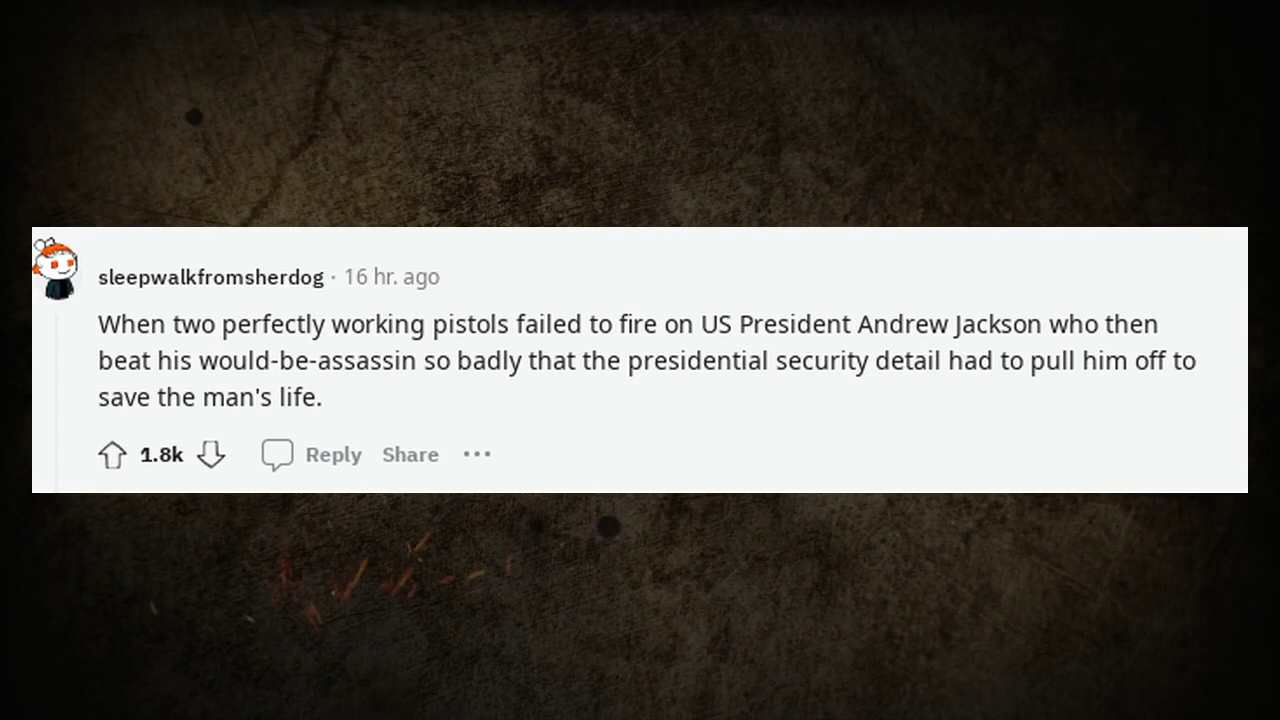 sleepwalkfromsherdog · 16 hr. ago
When two perfectly working pistols failed to fire on US President Andrew Jackson who then
beat his would-be-assassin so badly that the presidential security detail had to pull him off to
save the man's life.
1.8k Reply Share